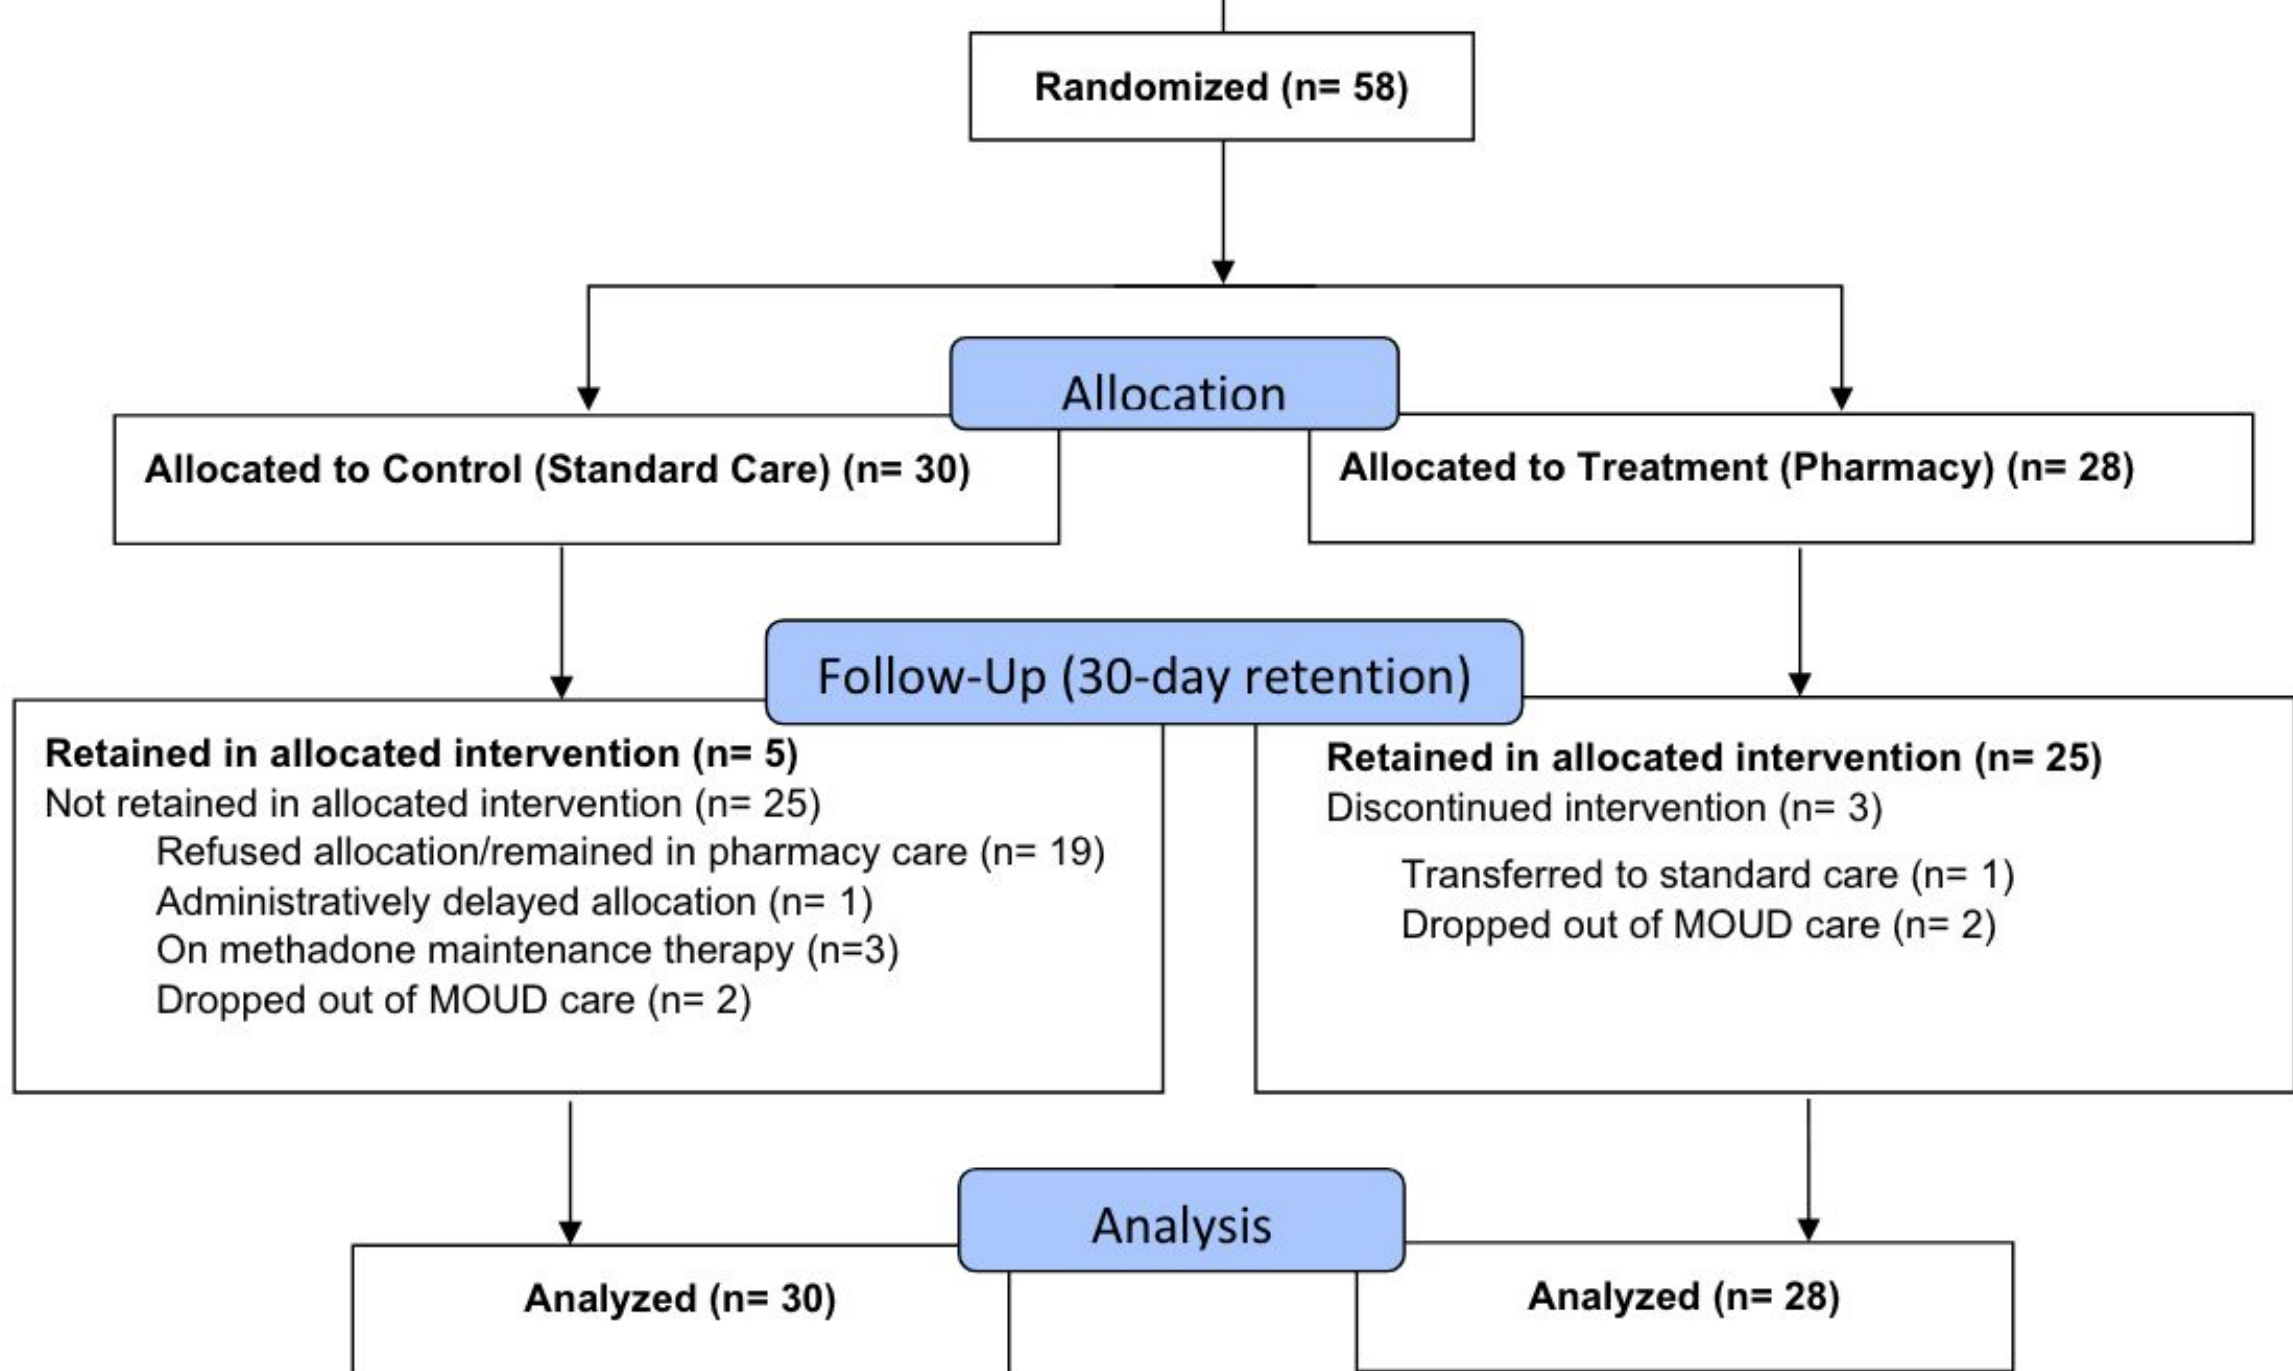 Randomized (n= 58)
Allocation
Allocated to Control (Standard Care) (n= 30)
Allocated to Treatment (Pharmacy) (n= 28)
Follow-Up (30-day retention)
Retained in allocated intervention (n= 5)
Not retained in allocated intervention (n= 25)
Refused allocation/remained in pharmacy care (n= 19)
Administratively delayed allocation (n= 1)
On methadone maintenance therapy (n=3)
Dropped out of MOUD care (n= 2)
Retained in allocated intervention (n= 25)
Discontinued intervention (n= 3)
Transferred to standard care (n= 1)
Dropped out of MOUD care (n= 2)
Analysis
Analyzed (n= 30)
Analyzed (n= 28)